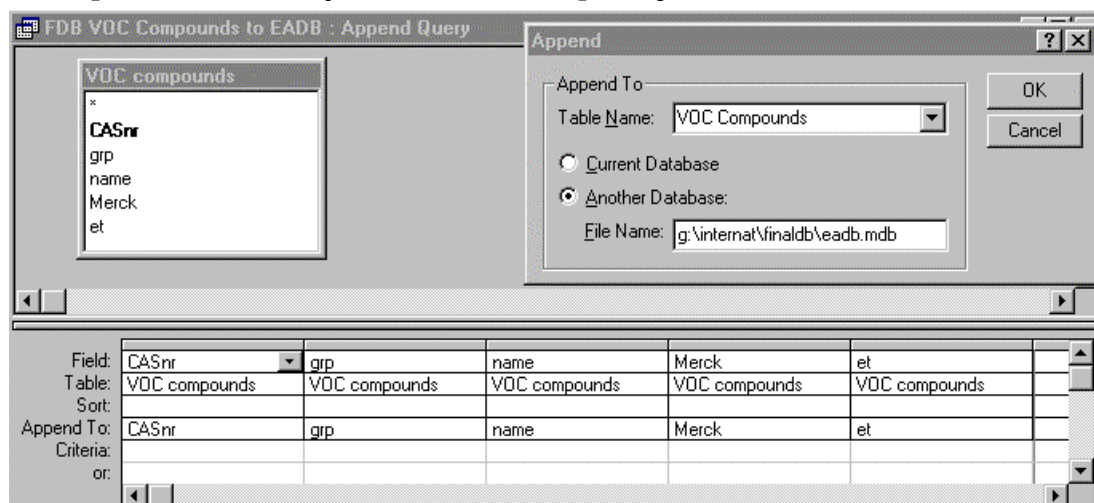 FDB VOC Compounds to EADB : Append Query
VOC compounds
*
CASnr
grp
name
Merck
et
Append
Append To
Table Name: VOC Compounds
Current Database
Another Database:
File Name: g:\internat\finaldb\eadb.mdb
OK
Cancel
Field: CASnr grp name Merck et
Table: VOC compounds VOC compounds VOC compounds VOC compounds VOC compounds
Sort:
Append To: CASnr grp name Merck et
Criteria:
or: